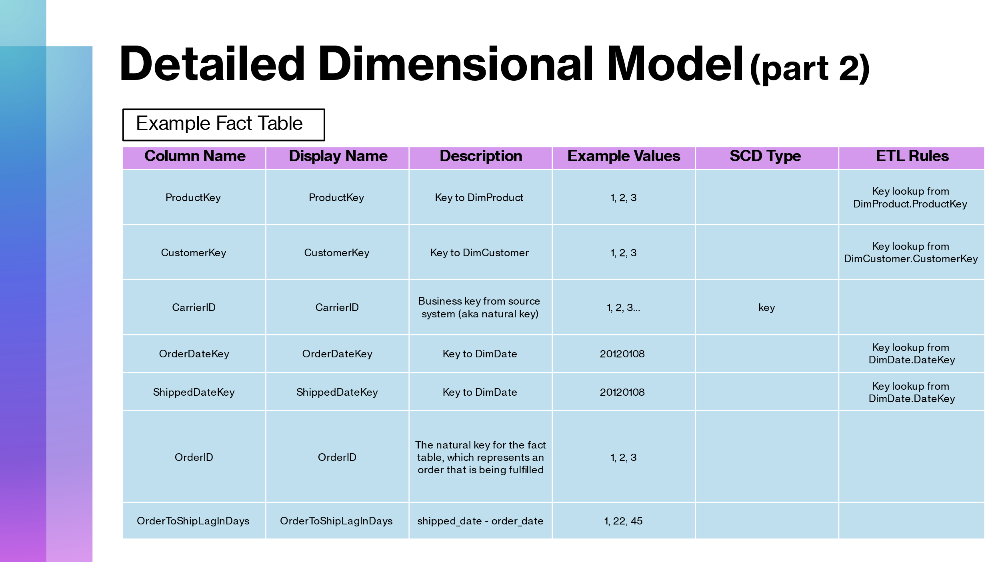 Detailed Dimensional Model (part 2)
Example Fact Table
Column Name Display Name Description Example Values SCD Type ETL Rules
ProductKey ProductKey Key to DimProduct 1, 2, 3 Key lookup from
DimProduct.ProductKey
CustomerKey CustomerKey Key to DimCustomer 1, 2, 3 Key lookup from
DimCustomer.CustomerKey
CarrierID CarrierID Business key from source
system (aka natural key) 1, 2, 3... key
OrderDateKey OrderDateKey Key to DimDate 20120108 Key lookup from
DimDate.DateKey
ShippedDateKey ShippedDateKey Key to DimDate 20120108 Key lookup from
DimDate.DateKey
OrderID OrderID The natural key for the fact
table, which represents an
order that is being fulfilled 1, 2, 3
OrderToShipLagInDays OrderToShipLagInDays shipped_date - order_date 1, 22, 45